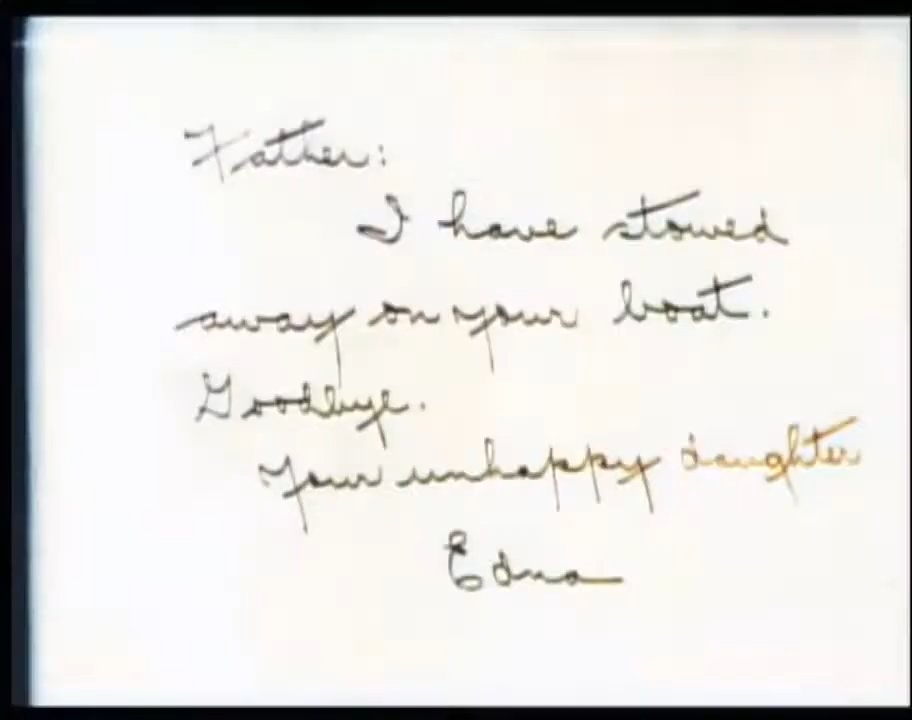 Father:
I have stowed
away on your boat.
Goodbye.
Your unhappy daughter
Edna